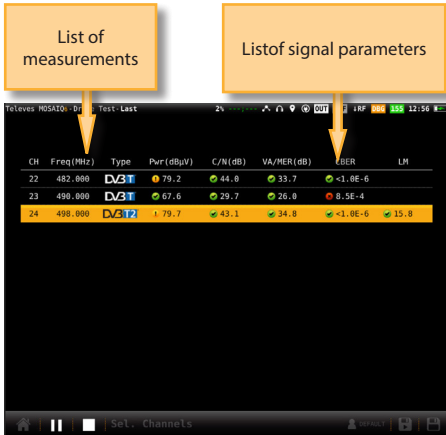 List of
measurements
Listof signal parameters
Televes MOSAIQ6-Drive Test-Last 2% ---:---- OUT ↓RF DBG 155 12:56
CH Freq(MHz) Type Pwr(dBµV) C/N(dB) VA/MER(dB) CBER LM
22 482.000 DVB T 79.2 44.0 33.7 <1.0E-6
23 490.000 DVB T 67.6 29.7 26.0 8.5E-4
24 498.000 DVB T2 79.7 43.1 34.8 <1.0E-6 15.8
Sel. Channels DEFAULT